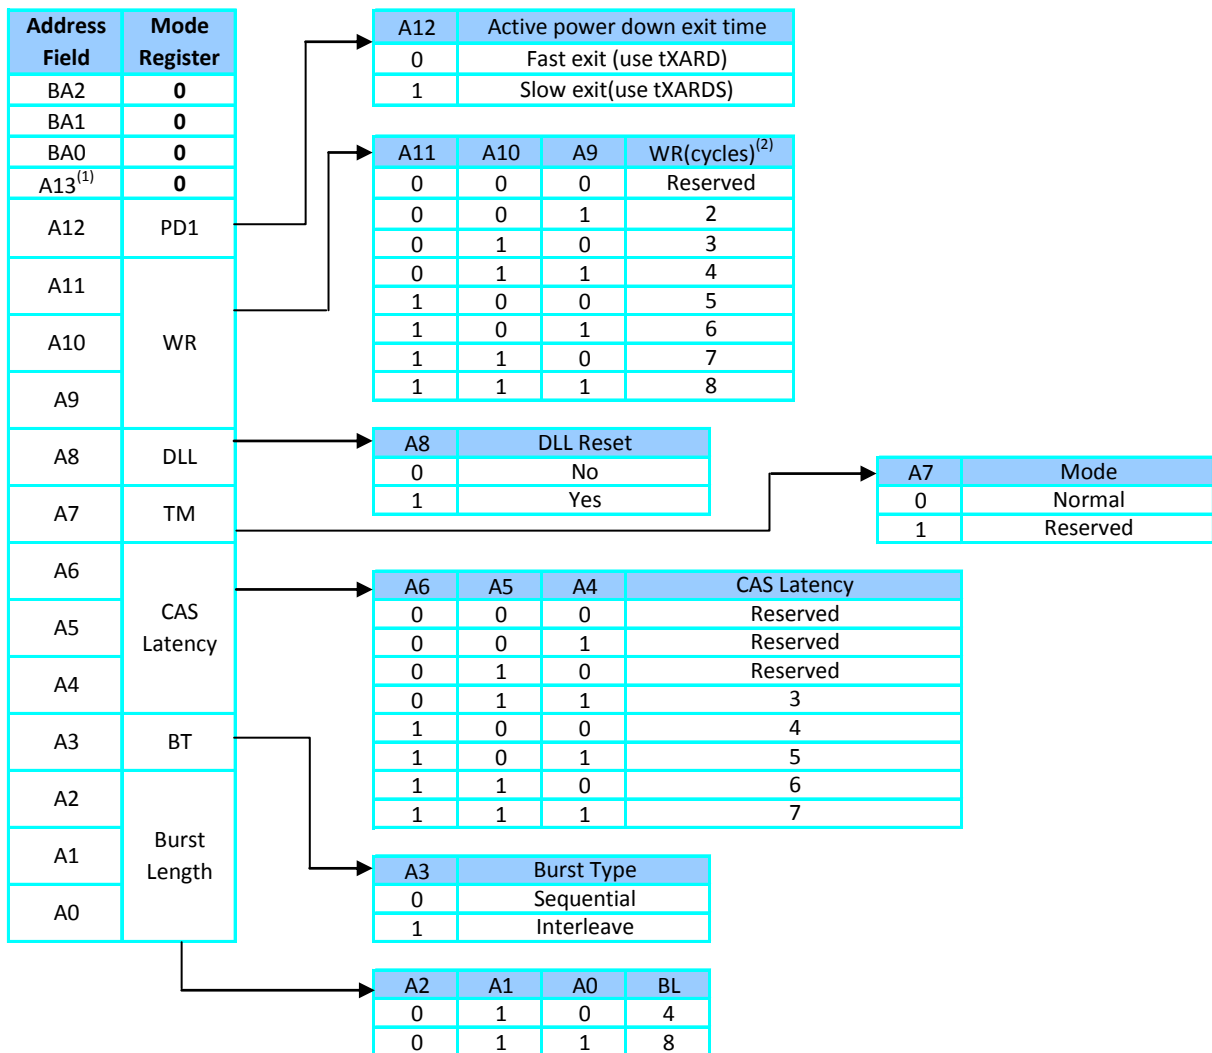 Address Field Mode Register
BA2 0
BA1 0
BA0 0
A13(1) 0
A12 PD1
A11
A10 WR
A9
A8 DLL
A7 TM
A6
A5 CAS Latency
A4
A3 BT
A2
A1 Burst Length
A0
A12 Active power down exit time
0 Fast exit (use tXARD)
1 Slow exit(use tXARDS)
A11 A10 A9 WR(cycles)(2)
0 0 0 Reserved
0 0 1 2
0 1 0 3
0 1 1 4
1 0 0 5
1 0 1 6
1 1 0 7
1 1 1 8
A8 DLL Reset
0 No
1 Yes
A7 Mode
0 Normal
1 Reserved
A6 A5 A4 CAS Latency
0 0 0 Reserved
0 0 1 Reserved
0 1 0 Reserved
0 1 1 3
1 0 0 4
1 0 1 5
1 1 0 6
1 1 1 7
A3 Burst Type
0 Sequential
1 Interleave
A2 A1 A0 BL
0 1 0 4
0 1 1 8